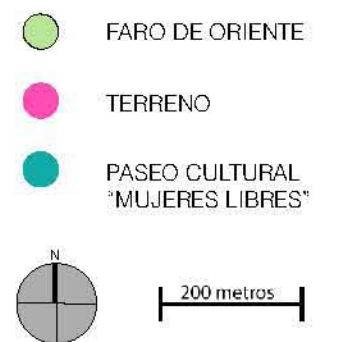 FARO DE ORIENTE
TERRENO
PASEO CULTURAL
"MUJERES LIBRES"
N
200 metros